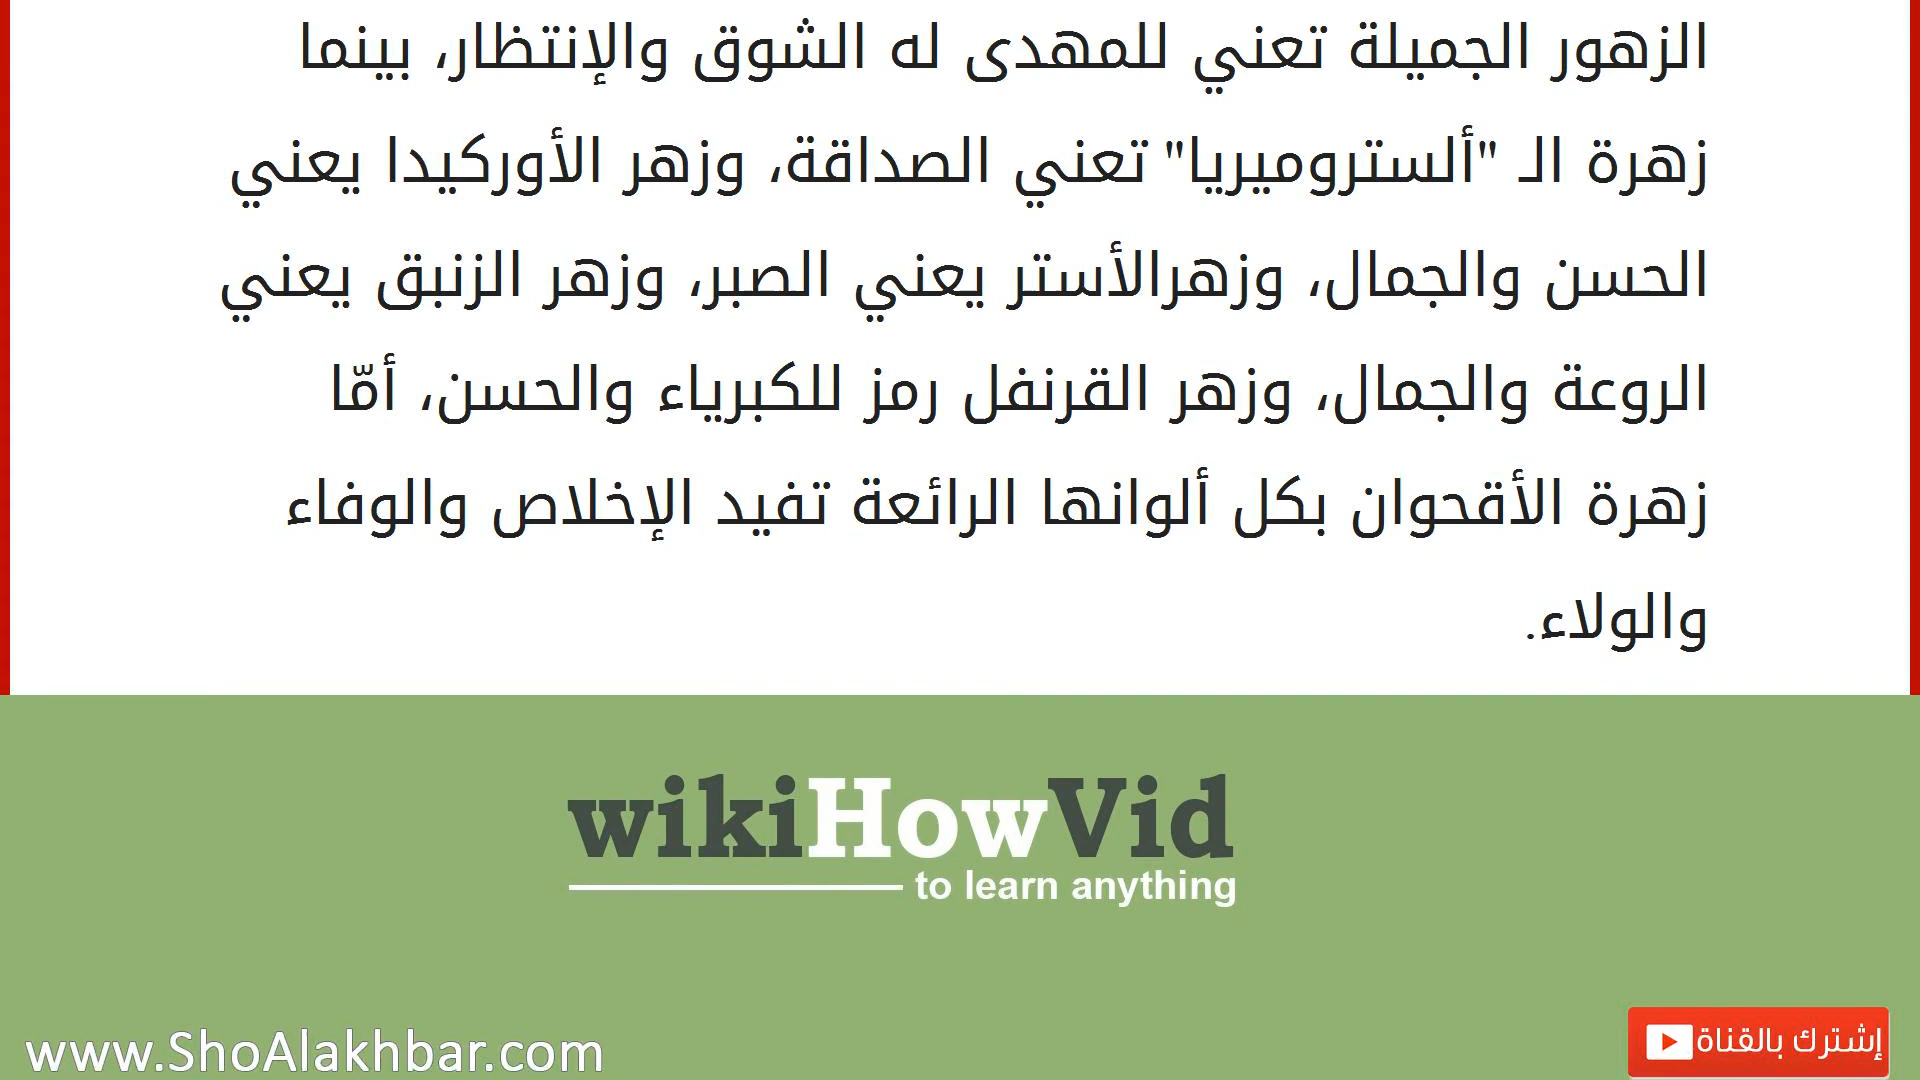 الزهور الجميلة تعني للمهدى له الشوق والإنتظار، بينما
زهرة الـ "ألستروميريا" تعني الصداقة، وزهر الأوركيدا يعني
الحسن والجمال، وزهرالأستر يعني الصبر، وزهر الزنبق يعني
الروعة والجمال، وزهر القرنفل رمز للكبرياء والحسن، أمّا
زهرة الأقحوان بكل ألوانها الرائعة تفيد الإخلاص والوفاء
والولاء.
wikiHowVid
to learn anything
www.ShoAlakhbar.com
إشترك بالقناة